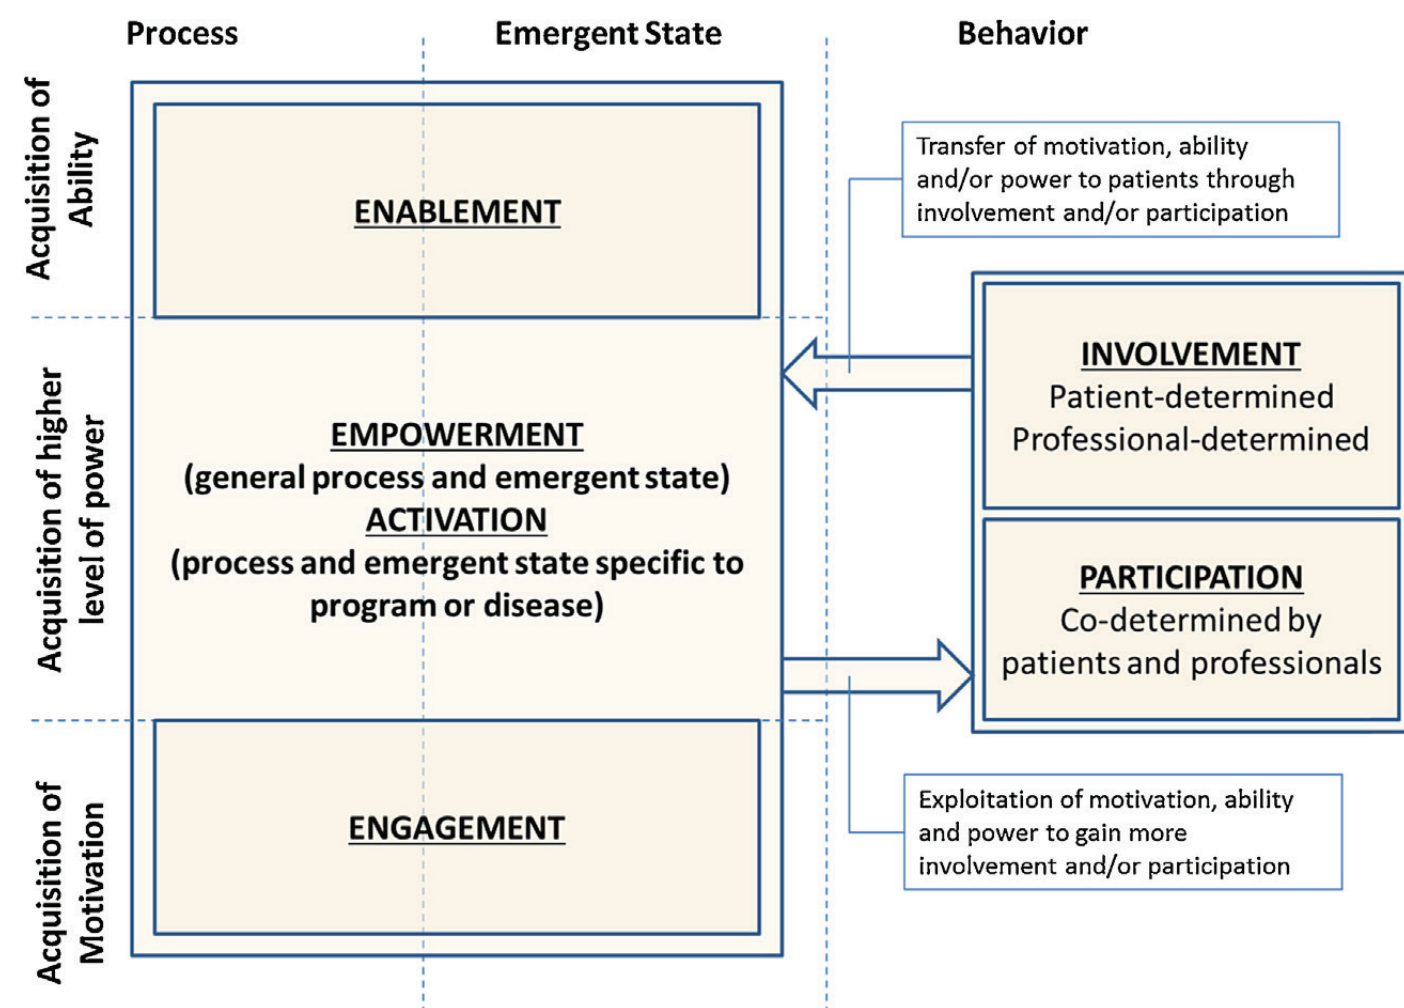 Process
Emergent State
Behavior
Acquisition of
Ability
ENABLEMENT
Transfer of motivation, ability
and/or power to patients through
involvement and/or participation
Acquisition of higher
level of power
EMPOWERMENT
(general process and emergent state)
ACTIVATION
(process and emergent state specific to
program or disease)
INVOLVEMENT
Patient-determined
Professional-determined
PARTICIPATION
Co-determined by
patients and professionals
Acquisition of
Motivation
ENGAGEMENT
Exploitation of motivation, ability
and power to gain more
involvement and/or participation